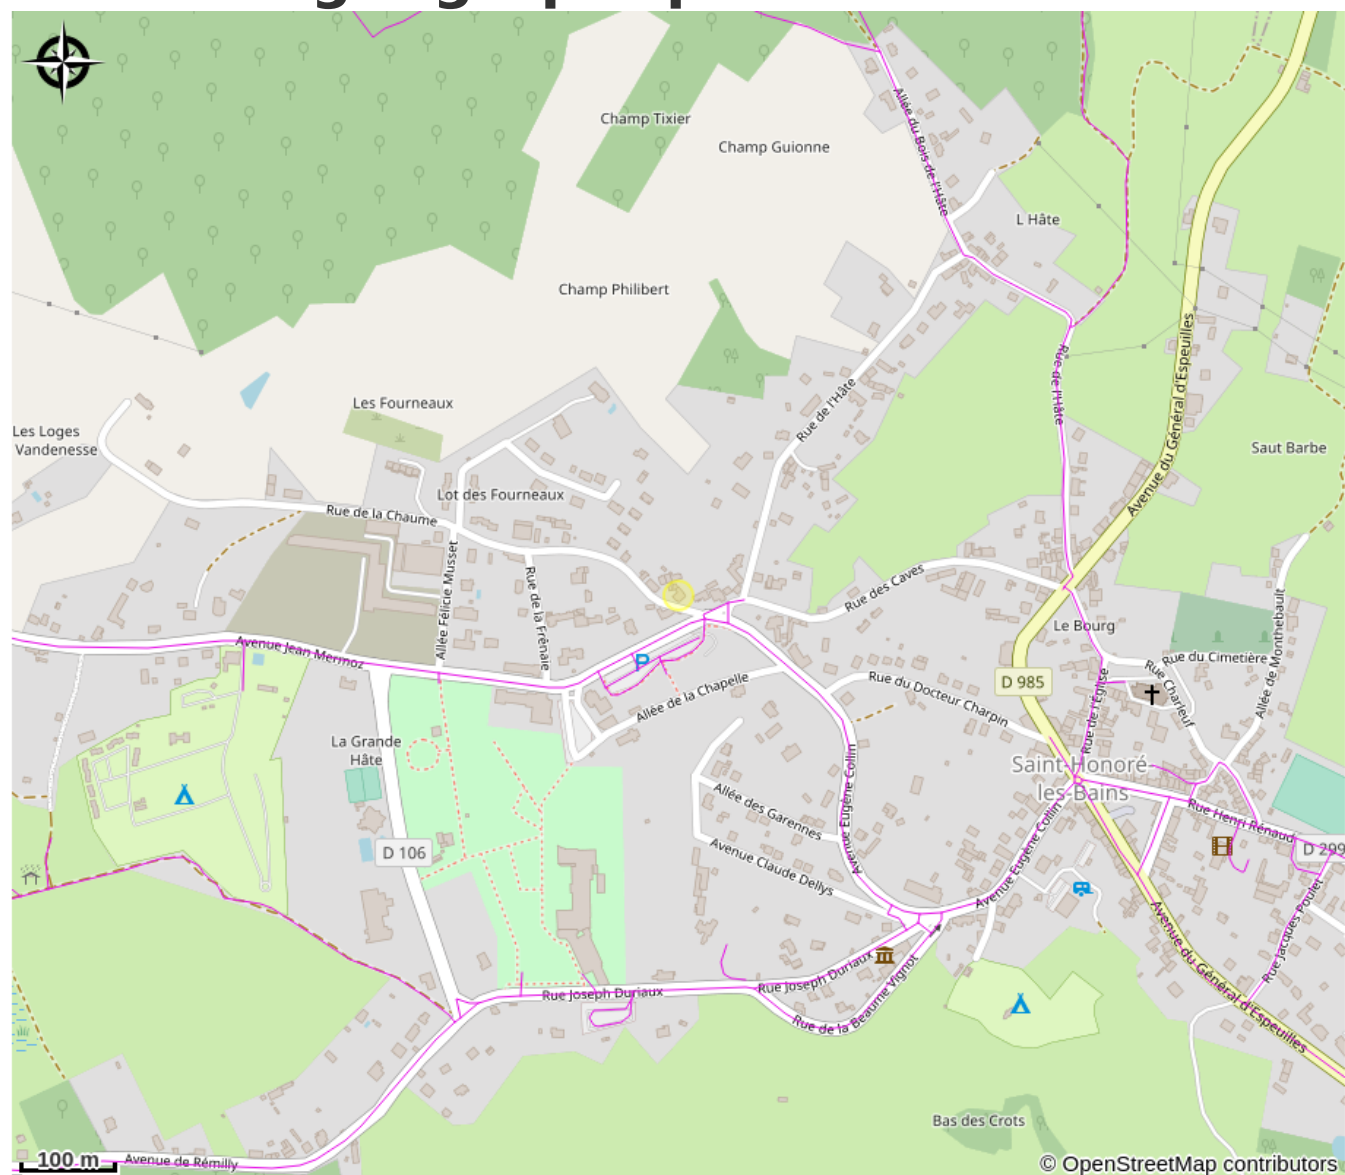 Champ Tixier
Champ Guionne
Allée du Bois de l'Hâte
L Hâte
Champ Philibert
Avenue du Général d'Espeuilles
Rue de l'Hâte
Rue de l'Hâte
Les Fourneaux
Les Loges
Vandenesse
Saut Barbe
Lot des Fourneaux
Rue de la Chaume
Avenue du Général d'Espeuilles
Allée Félicie Musset
Rue de la Frênaie
Rue des Caves
Le Bourg
Avenue Jean Mermoz
P
Rue du Cimetière
Allée de Monthebault
Rue Charleuf
D 985
Rue de l'Église
Allée de la Chapelle
Rue du Docteur Charpin
La Grande
Hâte
Saint-Honoré
les-Bains
Avenue Eugène Collin
Allée des Garennes
Rue Henri Rénaud
D 106
D 299
Avenue Claude Dellys
Avenue Eugène Collin
Avenue du Général d'Espeuilles
Rue Jacques Poulet
Rue Joseph Duriaux
Rue Joseph Duriaux
Rue de la Beaume Vignot
Bas des Crots
100 m
Avenue de Rémilly
© OpenStreetMap contributors